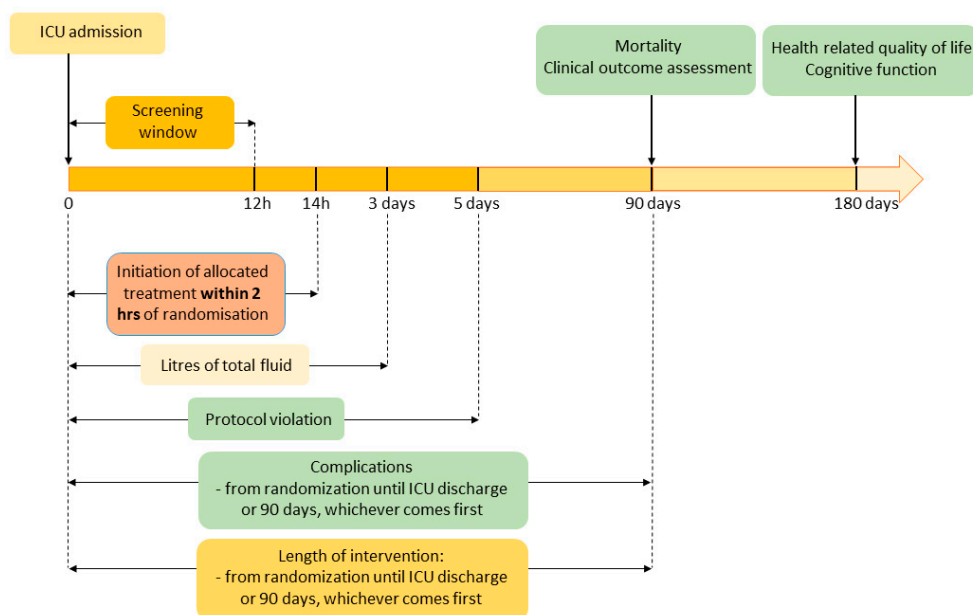 ICU admission
Mortality
Clinical outcome assessment
Health related quality of life
Cognitive function
Screening
window
0
12h
14h
3 days
5 days
90 days
180 days
Initiation of allocated
treatment within 2
hrs of randomisation
Litres of total fluid
Protocol violation
Complications
- from randomization until ICU discharge
or 90 days, whichever comes first
Length of intervention:
- from randomization until ICU discharge
or 90 days, whichever comes first